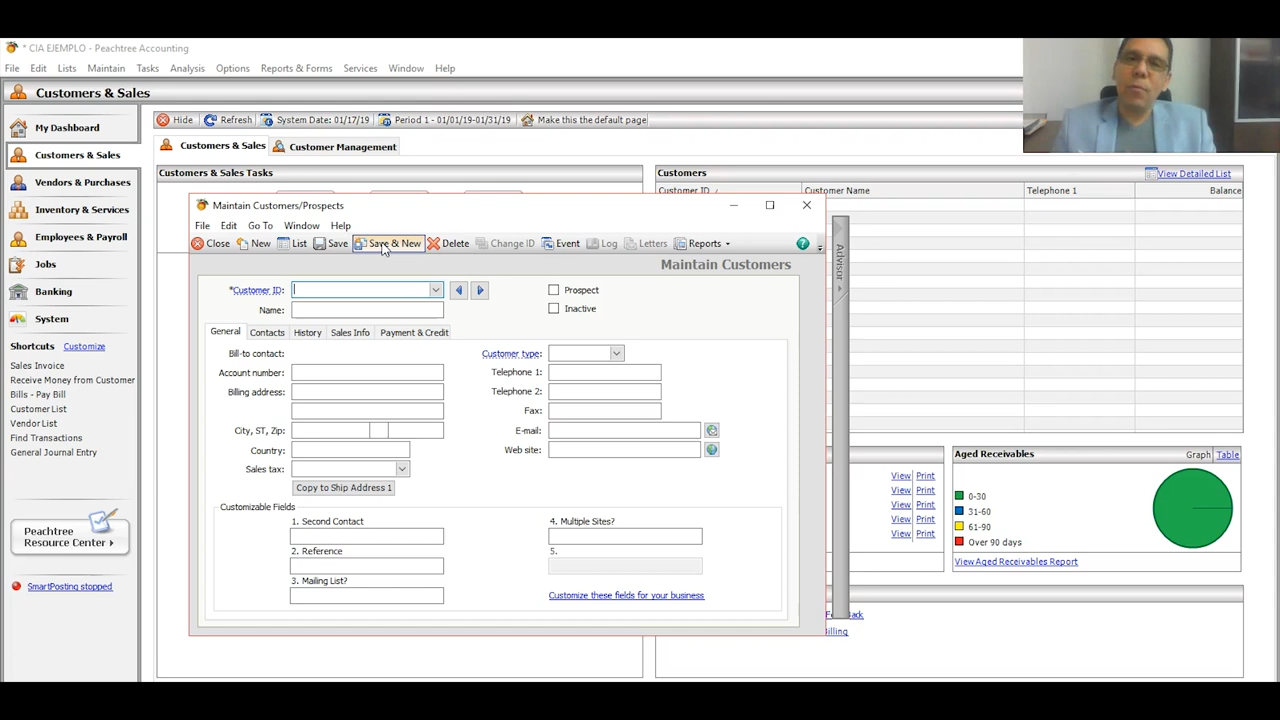 * CIA EJEMPLO - Peachtree Accounting
File Edit Lists Maintain Tasks Analysis Options Reports & Forms Services Window Help
Customers & Sales
My Dashboard
Customers & Sales
Vendors & Purchases
Inventory & Services
Employees & Payroll
Jobs
Banking
System
Shortcuts Customize
Sales Invoice
Receive Money from Customer
Bills - Pay Bill
Customer List
Vendor List
Find Transactions
General Journal Entry
Peachtree
Resource Center
SmartPosting stopped
Hide Refresh System Date: 01/17/19 Period 1 - 01/01/19-01/31/19 Make this the default page
Customers & Sales Customer Management
Customers & Sales Tasks
Customers View Detailed List
Customer ID Customer Name Telephone 1 Balance
Maintain Customers/Prospects
File Edit Go To Window Help
Close New List Save Save & New Delete Change ID Event Log Letters Reports
Maintain Customers
*Customer ID: Prospect
Name: Inactive
General Contacts History Sales Info Payment & Credit
Bill-to contact: Customer type:
Account number: Telephone 1:
Billing address: Telephone 2:
Fax:
City, ST, Zip: E-mail:
Country: Web site:
Sales tax:
Copy to Ship Address 1
Customizable Fields
1. Second Contact 4. Multiple Sites?
2. Reference 5.
3. Mailing List?
Customize these fields for your business
Advisor
View Print
View Print
View Print
View Print
View Print
Aged Receivables Graph Table
0-30
31-60
61-90
Over 90 days
View Aged Receivables Report
Billing